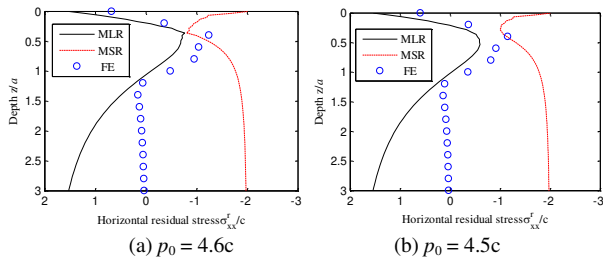 0
0.5
1
1.5
2
2.5
3
Depth z/a
MLR
MSR
FE
2 1 0 -1 -2 -3
Horizontal residual stressσ^r_xx/c
(a) p₀ = 4.6c
0
0.5
1
1.5
2
2.5
3
Depth z/a
MLR
MSR
FE
2 1 0 -1 -2 -3
Horizontal residual stressσ^r_xx/c
(b) p₀ = 4.5c